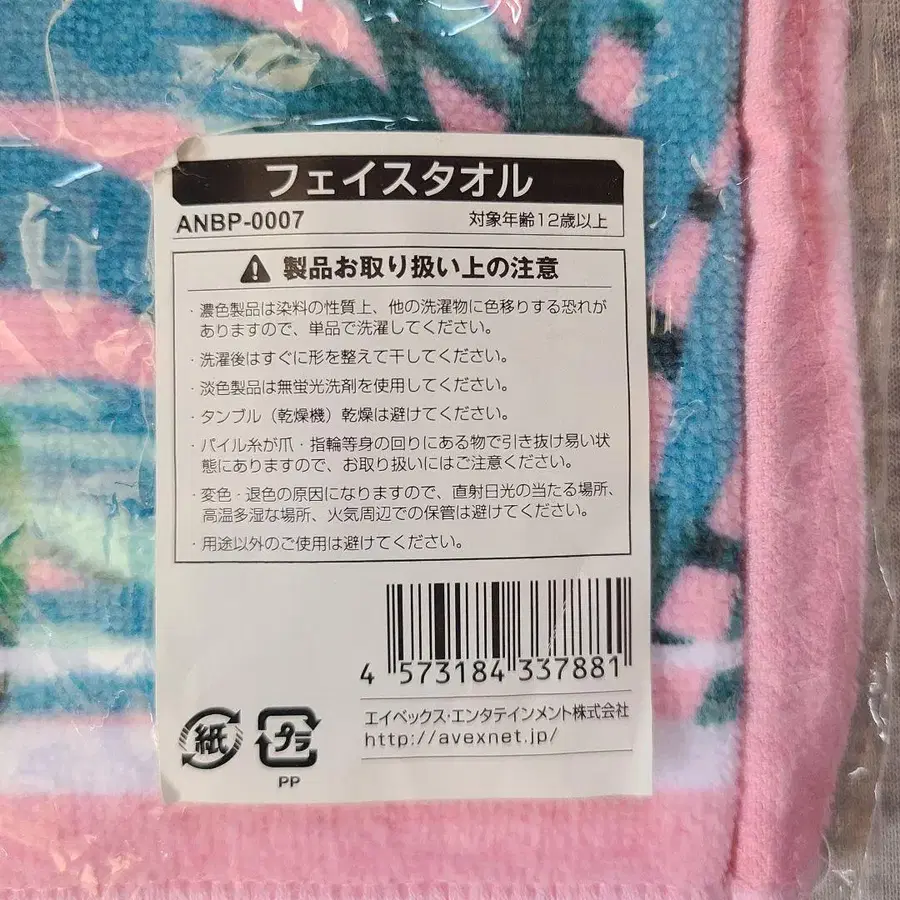 フェイスタオル
ANBP-0007 対象年齢12歳以上
製品お取り扱い上の注意
・濃色製品は染料の性質上、他の洗濯物に色移りする恐れが
ありますので、単品で洗濯してください。
・洗濯後はすぐに形を整えて干してください。
・淡色製品は無蛍光洗剤を使用してください。
・タンブル（乾燥機）乾燥は避けてください。
・パイル糸が爪・指輪等身の回りにある物で引き抜け易い状
態にありますので、お取り扱いにはご注意ください。
・変色・退色の原因になりますので、直射日光の当たる場所、
高温多湿な場所、火気周辺での保管は避けてください。
・用途以外のご使用は避けてください。
4 573184 337881
エイベックス・エンタテインメント株式会社
http://avexnet.jp/
紙 プラ
PP